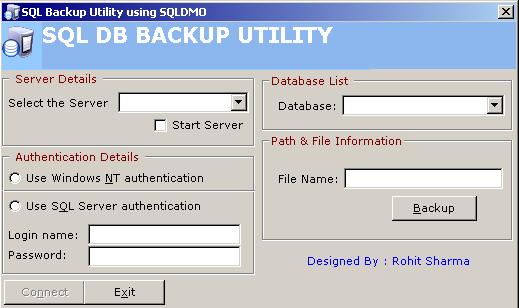 SQL Backup Utility using SQLDMO
SQL DB BACKUP UTILITY
Server Details
Select the Server
Start Server
Authentication Details
Use Windows NT authentication
Use SQL Server authentication
Login name:
Password:
Connect
Exit
Database List
Database:
Path & File Information
File Name:
Backup
Designed By : Rohit Sharma